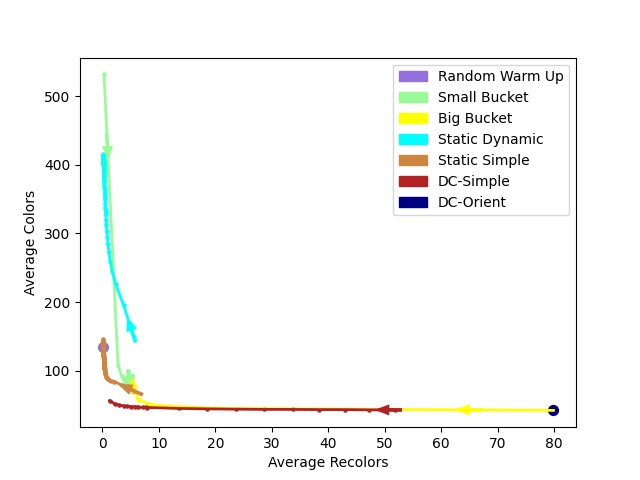 Random Warm Up
Small Bucket
Big Bucket
Static Dynamic
Static Simple
DC-Simple
DC-Orient
500
400
300
200
100
Average Colors
0 10 20 30 40 50 60 70 80
Average Recolors